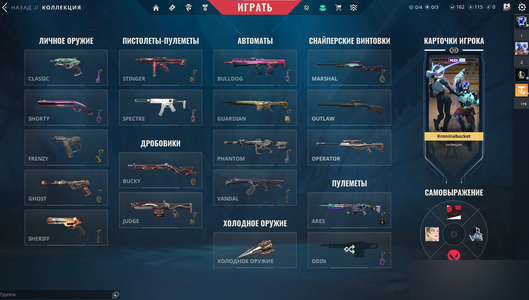 НАЗАД // КОЛЛЕКЦИЯ
ИГРАТЬ
0/4
0/3
162
115
0
ЛИЧНОЕ ОРУЖИЕ
ПИСТОЛЕТЫ-ПУЛЕМЕТЫ
АВТОМАТЫ
СНАЙПЕРСКИЕ ВИНТОВКИ
КАРТОЧКИ ИГРОКА
CLASSIC
STINGER
BULLDOG
MARSHAL
SHORTY
SPECTRE
GUARDIAN
OUTLAW
FRENZY
ДРОБОВИКИ
PHANTOM
OPERATOR
Kroninabucket
GHOST
BUCKY
VANDAL
ПУЛЕМЕТЫ
САМОВЫРАЖЕНИЕ
SHERIFF
JUDGE
ХОЛОДНОЕ ОРУЖИЕ
ARES
ХОЛОДНОЕ ОРУЖИЕ
ODIN
Группы